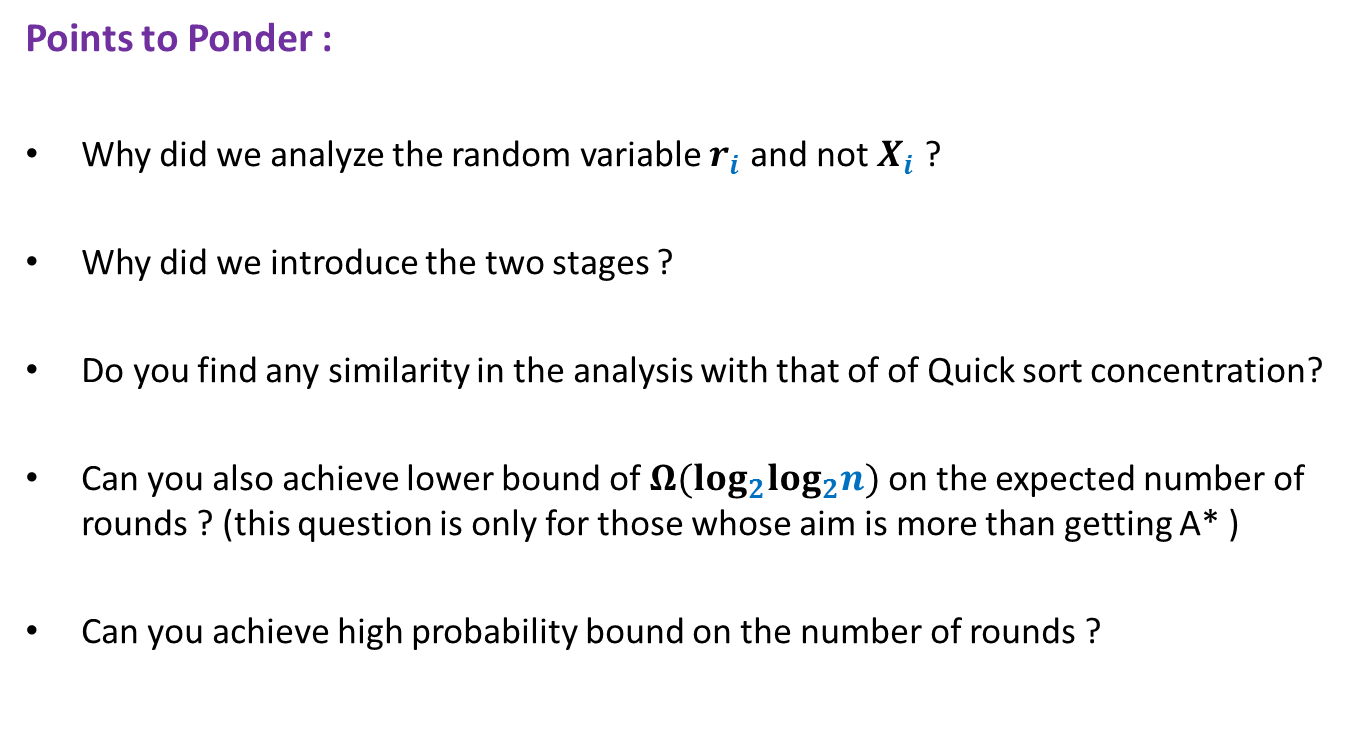 Points to Ponder :
• Why did we analyze the random variable rᵢ and not Xᵢ ?
• Why did we introduce the two stages ?
• Do you find any similarity in the analysis with that of of Quick sort concentration?
• Can you also achieve lower bound of Ω(log₂log₂n) on the expected number of
rounds ? (this question is only for those whose aim is more than getting A* )
• Can you achieve high probability bound on the number of rounds ?